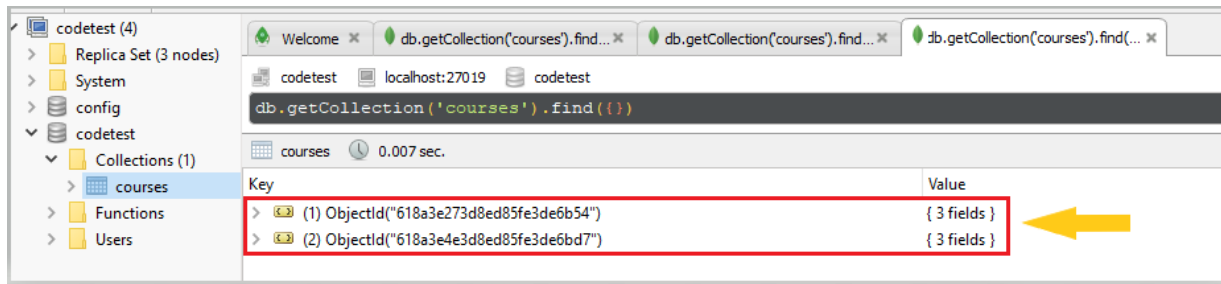 codetest (4)
Replica Set (3 nodes)
System
config
codetest
Collections (1)
courses
Functions
Users
Welcome × db.getCollection('courses').find... × db.getCollection('courses').find... × db.getCollection('courses').find(... ×
codetest localhost:27019 codetest
db.getCollection('courses').find({})
courses 0.007 sec.
Key Value
(1) ObjectId("618a3e273d8ed85fe3de6b54") { 3 fields }
(2) ObjectId("618a3e4e3d8ed85fe3de6bd7") { 3 fields }